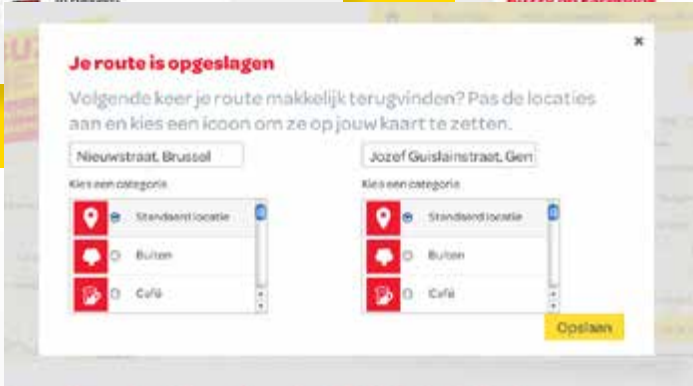 Je route is opgeslagen
Volgende keer je route makkelijk terugvinden? Pas de locaties
aan en kies een icoon om ze op jouw kaart te zetten.
Nieuwstraat, Brussel
Jozef Guislainstraat, Gen
Kies een categorie
Kies een categorie
Standaard locatie
Standaard locatie
Buiten
Buiten
Café
Café
Opslaan